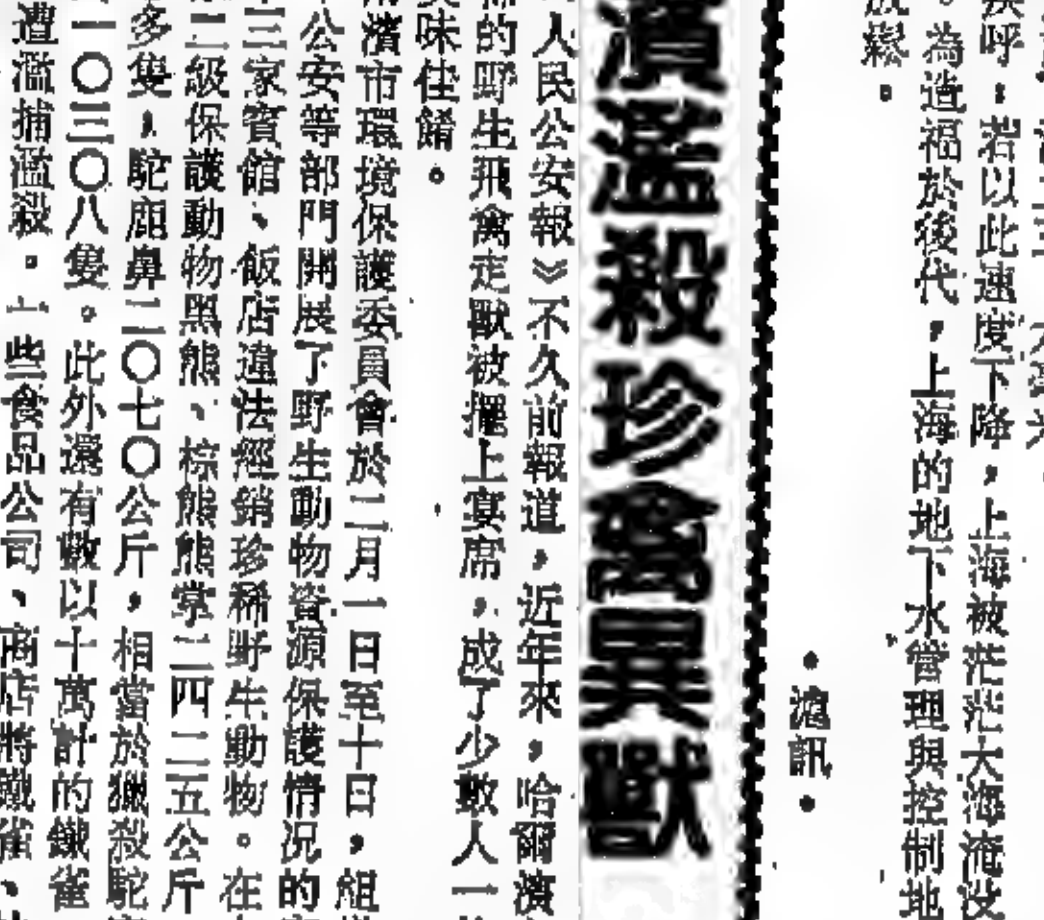 呼：若以此速度下降，上海被茫茫大海淹没
。為造福於後代，上海的地下水管理與控制地
。
·滬訊·
濱濫殺珍禽異獸
人民公安報》不久前報道，近年來，哈爾濱
的野生飛禽走獸被擺上宴席，成了少數人一
味佳餚。
濱市環境保護委員會於二月一日至十日，組
公安等部門開展了野生動物資源保護情况的
三家賓館、飯店違法經銷珍稀野生動物。在
二級保護動物黑熊、棕熊熊掌二四二五公斤
多隻，駝鹿鼻二〇七〇公斤，相當於獵殺駝
一〇三〇八隻。此外還有數以十萬計的鐵雀
遭濫捕濫殺。一些食品公司、商店將鐵雀、